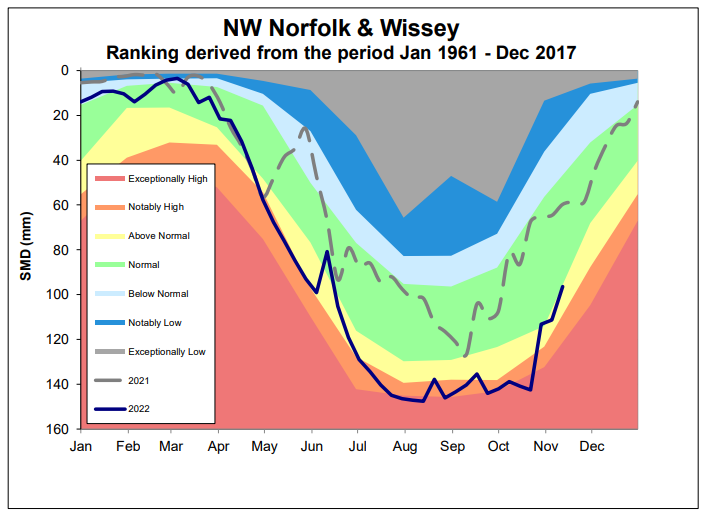 NW Norfolk & Wissey
Ranking derived from the period Jan 1961 - Dec 2017
SMD (mm)
0
20
40
60
80
100
120
140
160
Exceptionally High
Notably High
Above Normal
Normal
Below Normal
Notably Low
Exceptionally Low
2021
2022
Jan Feb Mar Apr May Jun Jul Aug Sep Oct Nov Dec